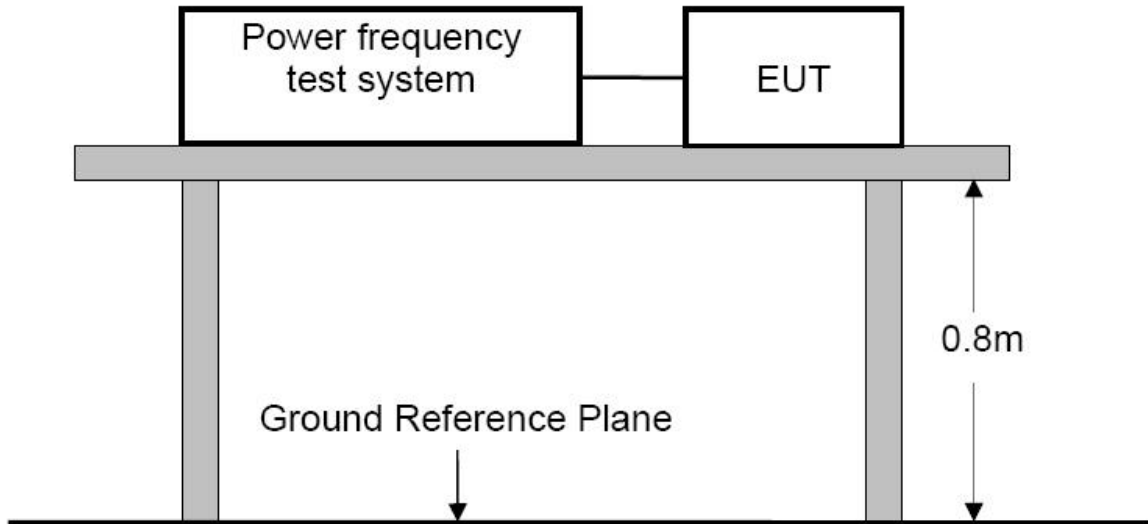 Power frequency
test system
EUT
0.8m
Ground Reference Plane